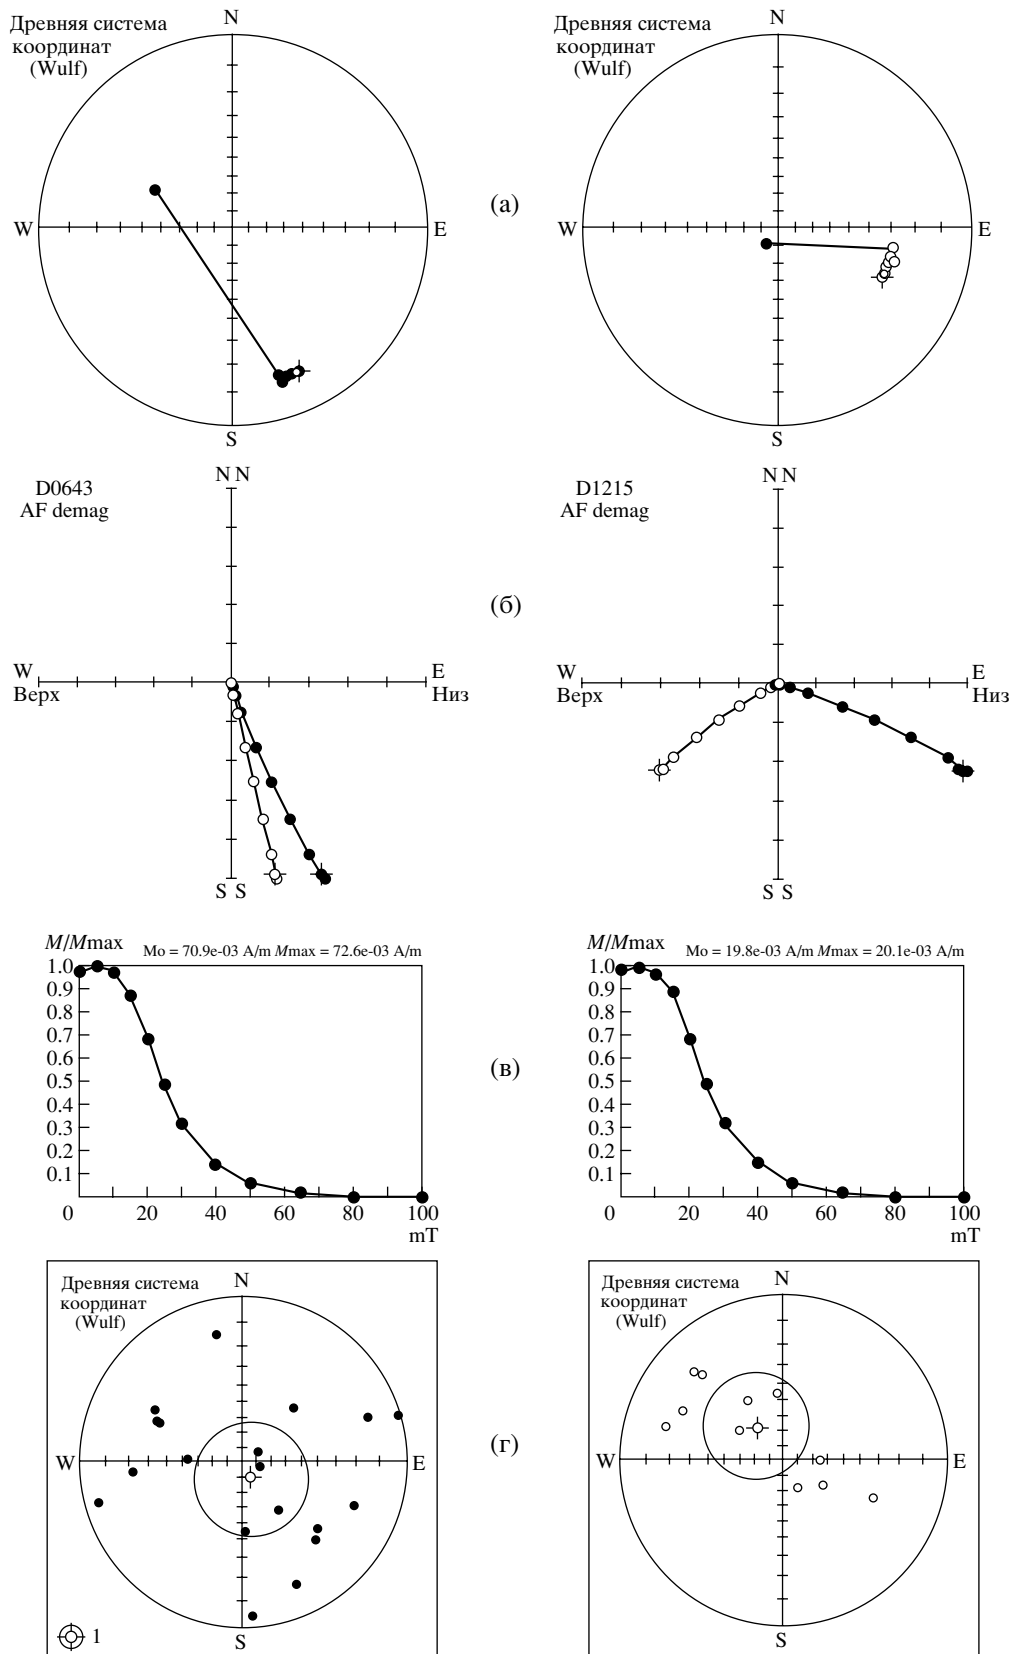 Древняя система
координат
(Wulf)
N
W
E
S
Древняя система
координат
(Wulf)
N
W
E
S
(а)
D0643
AF demag
N N
W
Верх
E
Низ
S S
D1215
AF demag
N N
W
Верх
E
Низ
S S
(б)
M/Mmax
Mo = 70.9e-03 A/m Mmax = 72.6e-03 A/m
1.0
0.9
0.8
0.7
0.6
0.5
0.4
0.3
0.2
0.1
0 20 40 60 80 100
mT
M/Mmax
Mo = 19.8e-03 A/m Mmax = 20.1e-03 A/m
1.0
0.9
0.8
0.7
0.6
0.5
0.4
0.3
0.2
0.1
0 20 40 60 80 100
mT
(в)
Древняя система
координат
(Wulf)
N
W
E
S
1
Древняя система
координат
(Wulf)
N
W
E
S
(г)